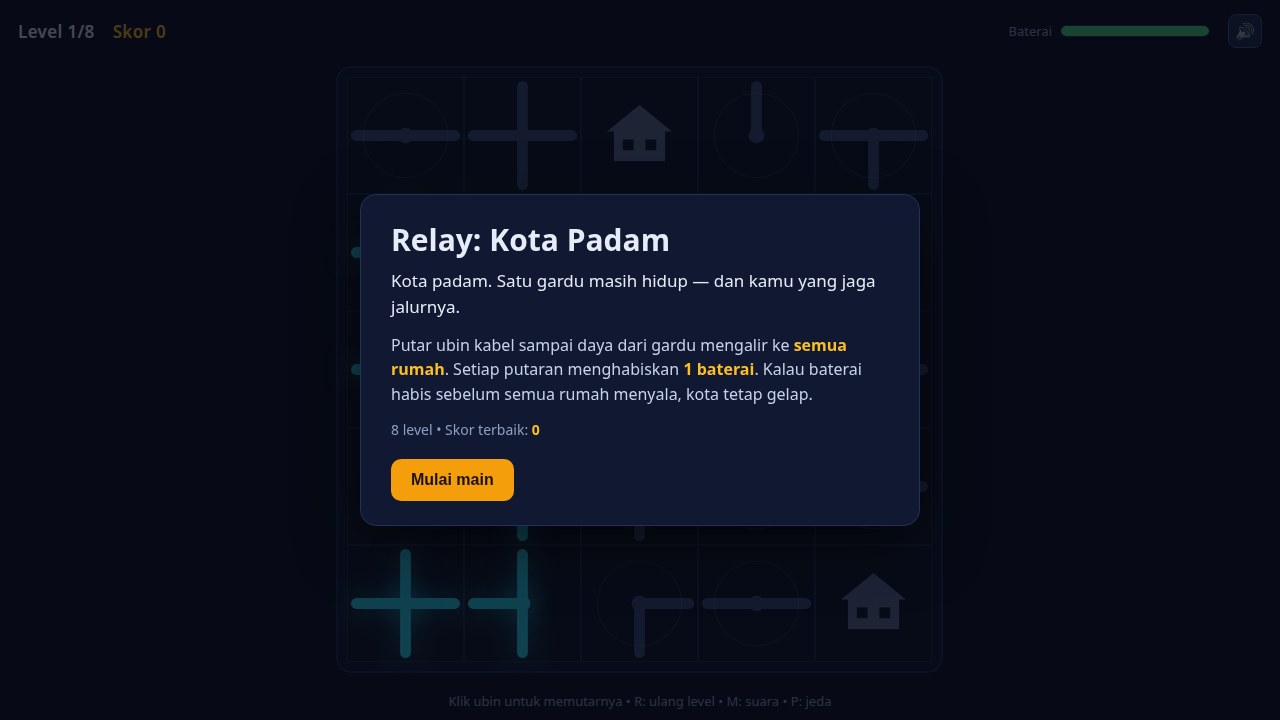 Level 1/8 Skor 0
Baterai
Relay: Kota Padam
Kota padam. Satu gardu masih hidup — dan kamu yang jaga
jalurnya.
Putar ubin kabel sampai daya dari gardu mengalir ke semua
rumah. Setiap putaran menghabiskan 1 baterai. Kalau baterai
habis sebelum semua rumah menyala, kota tetap gelap.
8 level • Skor terbaik: 0
Mulai main
Klik ubin untuk memutarnya • R: ulang level • M: suara • P: jeda